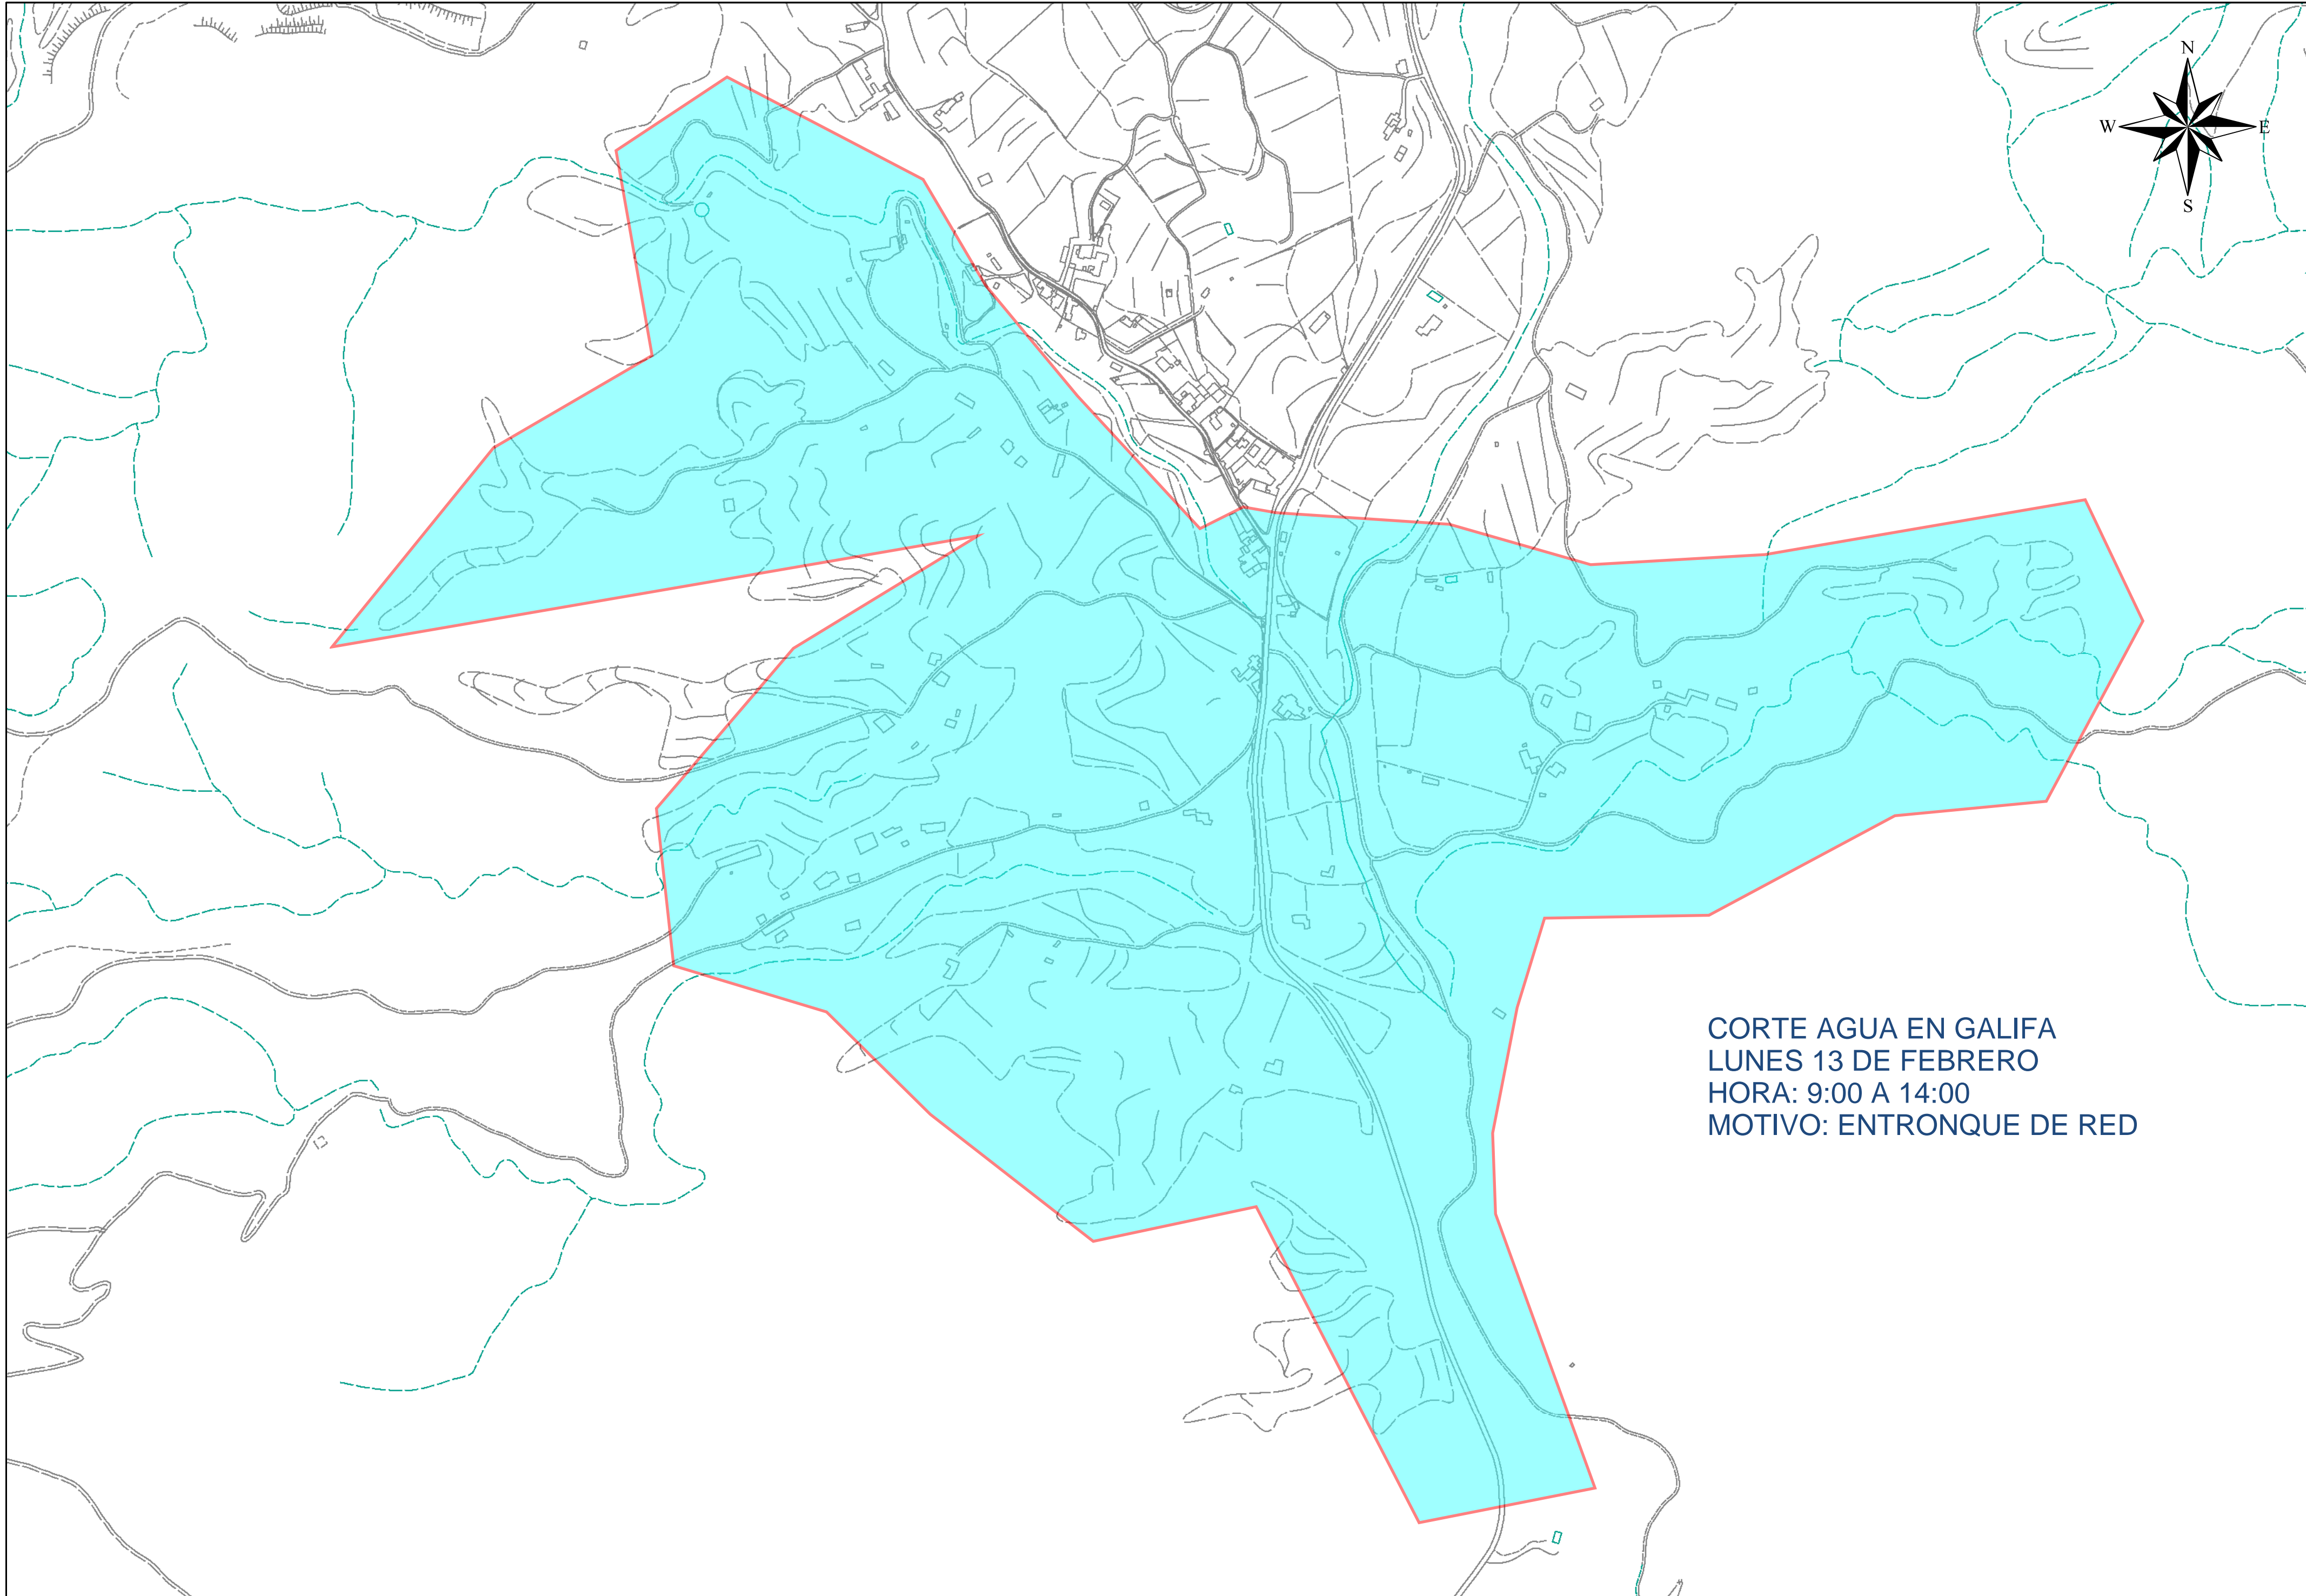 N
W E
S
CORTE AGUA EN GALIFA
LUNES 13 DE FEBRERO
HORA: 9:00 A 14:00
MOTIVO: ENTRONQUE DE RED